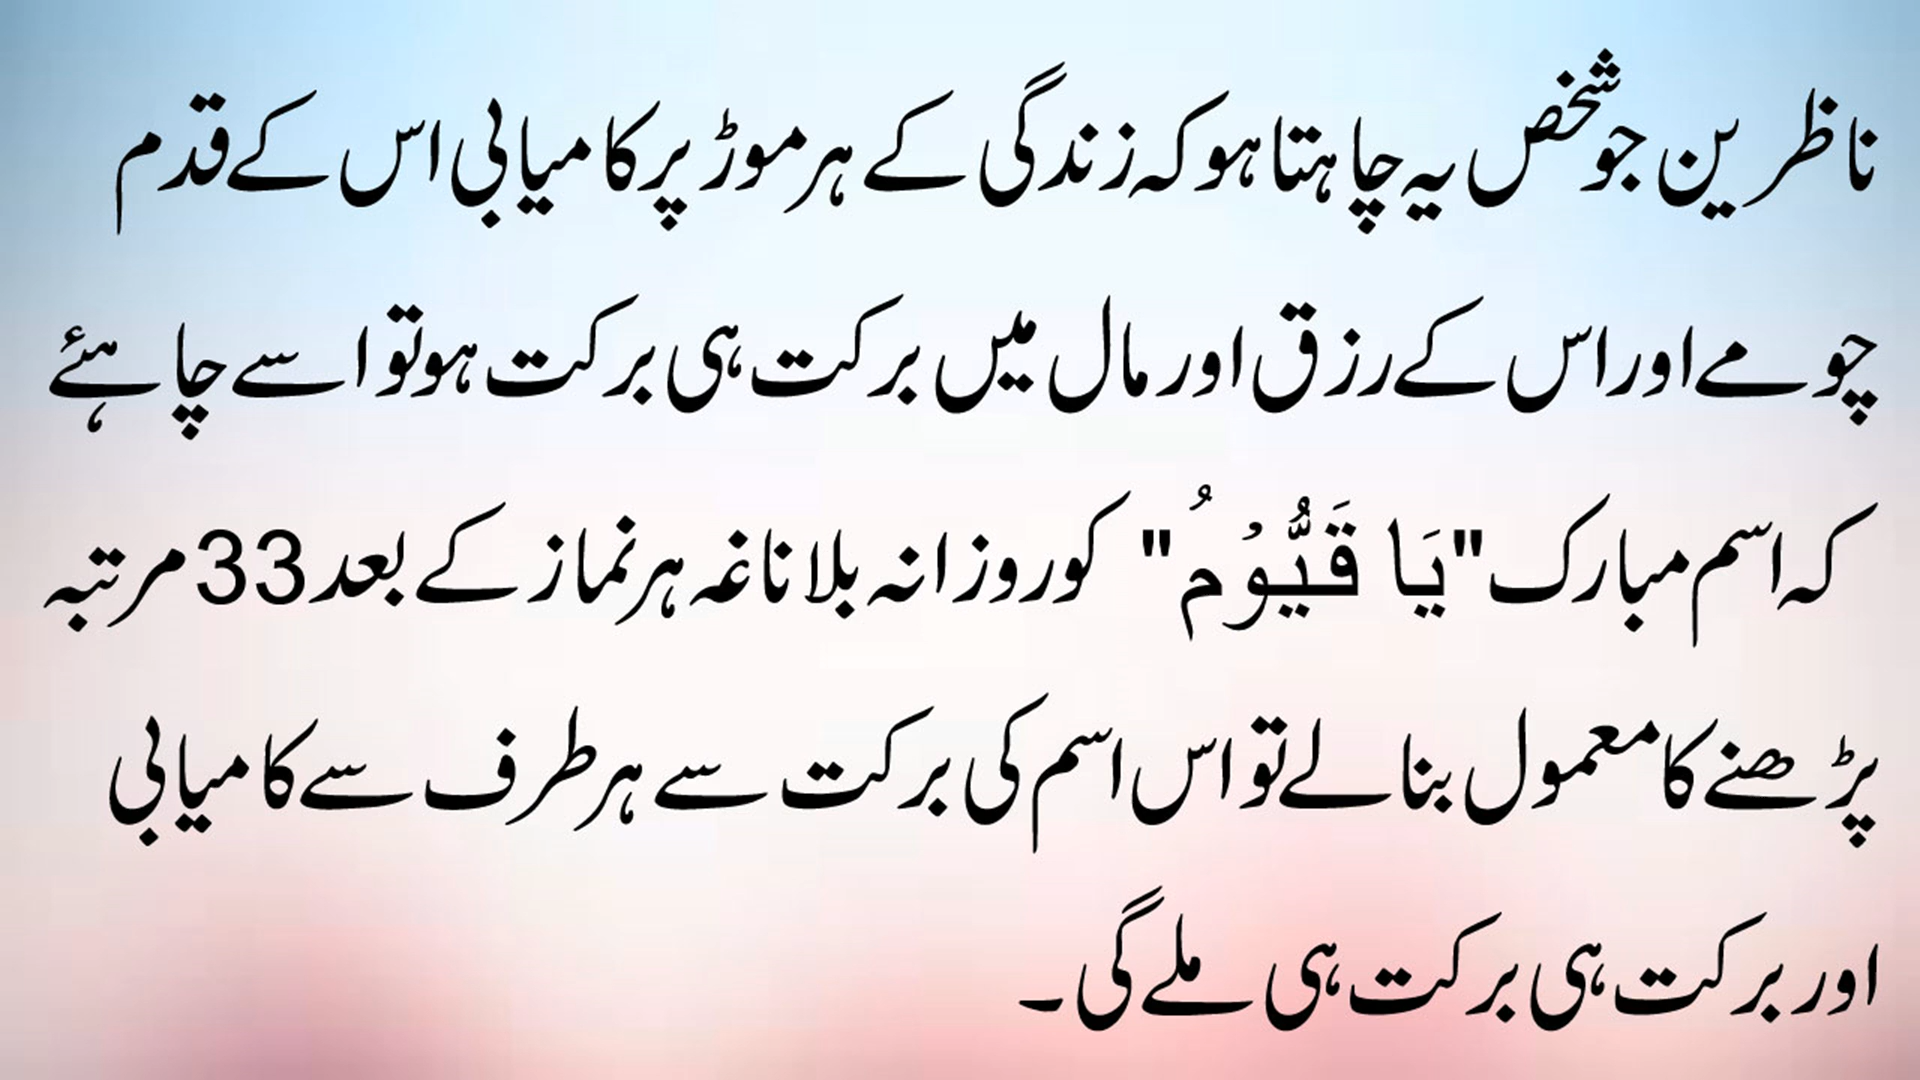 ناظرین جو شخص یہ چاہتا ہو کہ زندگی کے ہر موڑ پر کامیابی اس کے قدم
چومے اور اس کے رزق اور مال میں برکت ہی برکت ہو تو اسے چاہئے
کہ اسم مبارک "یَا قَیُّوْمُ" کو روزانہ بلا ناغہ ہر نماز کے بعد 33 مرتبہ
پڑھنے کا معمول بنا لے تو اس اسم کی برکت سے ہر طرف سے کامیابی
اور برکت ہی برکت ہی ملے گی۔